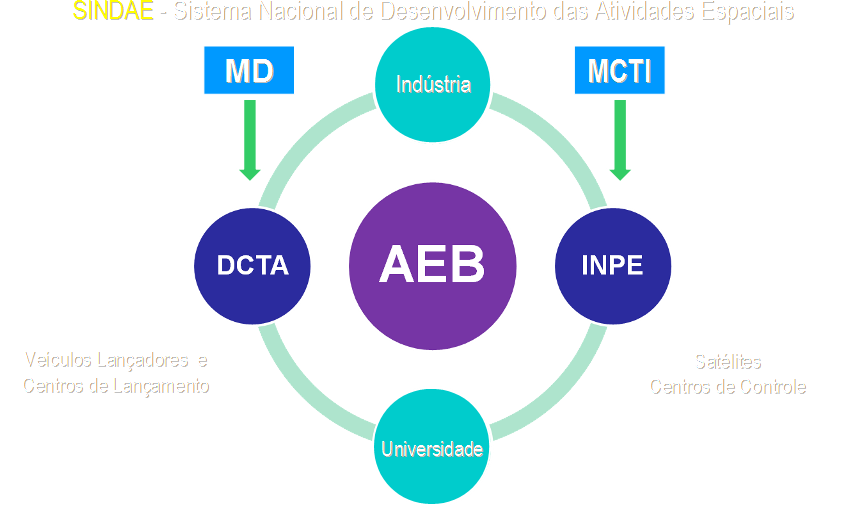 SINDAE - Sistema Nacional de Desenvolvimento das Atividades Espaciais
MD
Indústria
MCTI
DCTA
AEB
INPE
Veículos Lançadores e
Centros de Lançamento
Satélites
Centros de Controle
Universidade